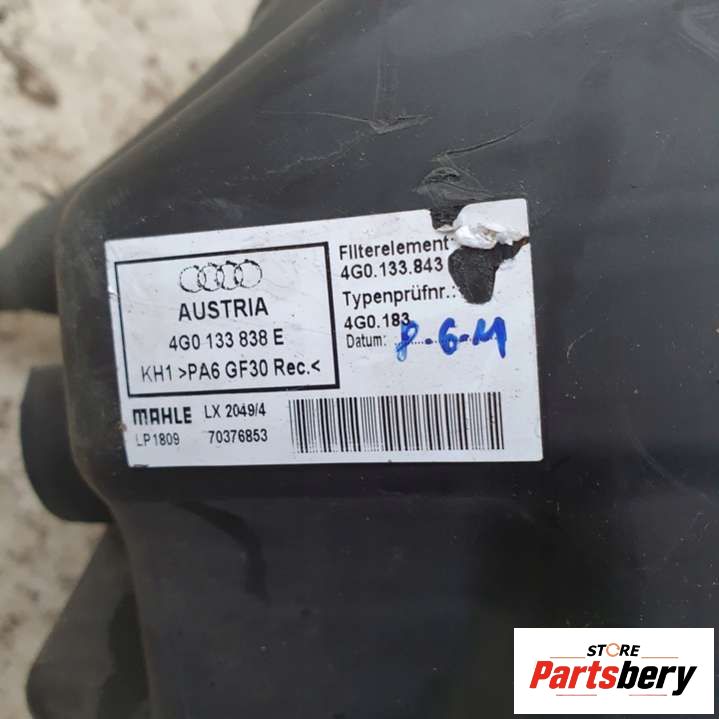 AUSTRIA
4G0 133 838 E
KH1 >PA6 GF30 Rec.<
Filterelement
4G0.133.843
Typenprüfnr.:
4G0.183
Datum: 8-6-11
MAHLE LX 2049/4
LP1809 70376853
STORE
Partsbery